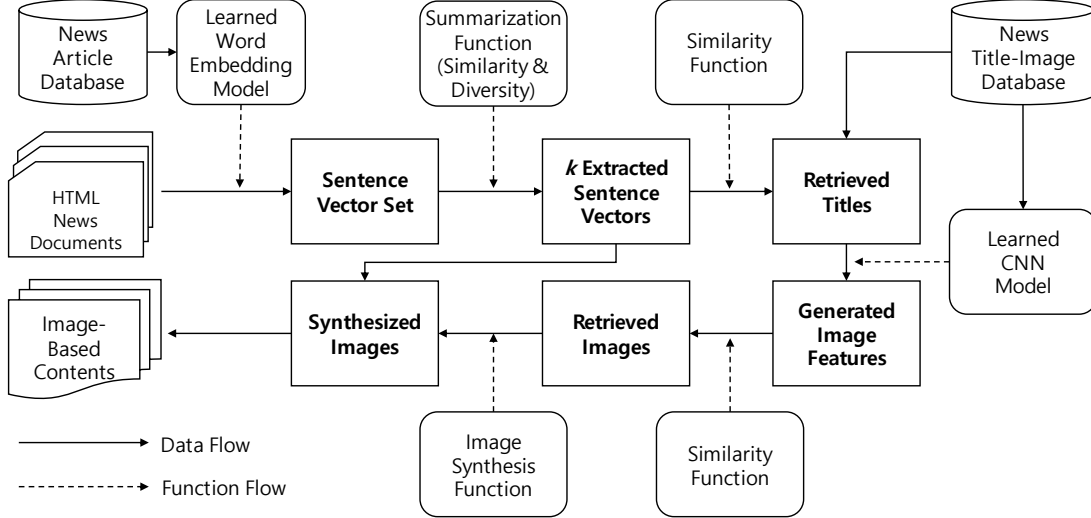 News
Article
Database
Learned
Word
Embedding
Model
Summarization
Function
(Similarity &
Diversity)
Similarity
Function
News
Title-Image
Database
HTML
News
Documents
Sentence
Vector Set
k Extracted
Sentence
Vectors
Retrieved
Titles
Learned
CNN
Model
Image-
Based
Contents
Synthesized
Images
Retrieved
Images
Generated
Image
Features
Data Flow
Function Flow
Image
Synthesis
Function
Similarity
Function